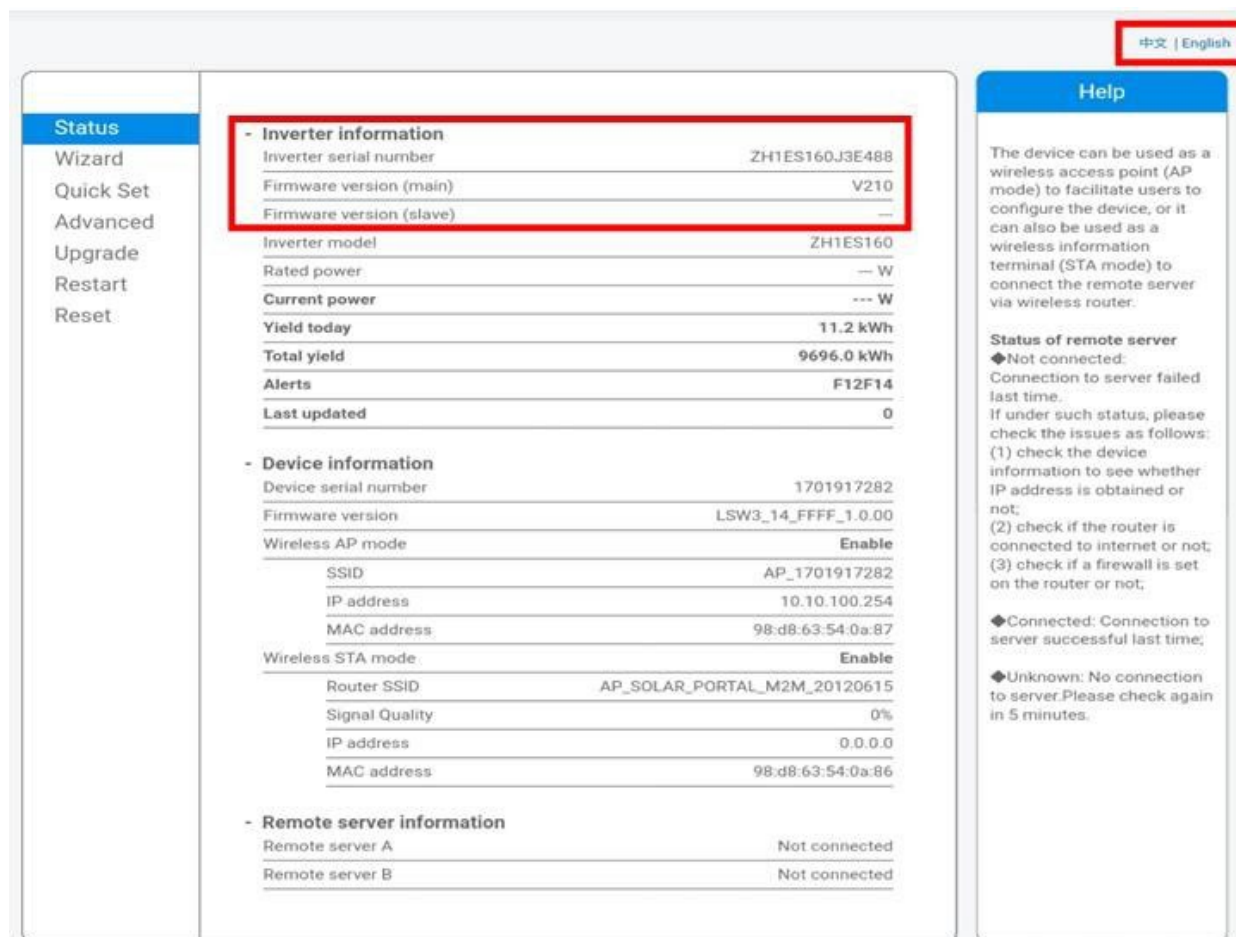 中文 | English
Status
Wizard
Quick Set
Advanced
Upgrade
Restart
Reset
- Inverter information
Inverter serial number ZH1ES160J3E488
Firmware version (main) V210
Firmware version (slave) ---
Inverter model ZH1ES160
Rated power --- W
Current power --- W
Yield today 11.2 kWh
Total yield 9696.0 kWh
Alerts F12F14
Last updated 0
- Device information
Device serial number 1701917282
Firmware version LSW3_14_FFFF_1.0.00
Wireless AP mode Enable
SSID AP_1701917282
IP address 10.10.100.254
MAC address 98:d8:63:54:0a:87
Wireless STA mode Enable
Router SSID AP_SOLAR_PORTAL_M2M_20120615
Signal Quality 0%
IP address 0.0.0.0
MAC address 98:d8:63:54:0a:86
- Remote server information
Remote server A Not connected
Remote server B Not connected
Help
The device can be used as a
wireless access point (AP
mode) to facilitate users to
configure the device, or it
can also be used as a
wireless information
terminal (STA mode) to
connect the remote server
via wireless router.
Status of remote server
◆Not connected:
Connection to server failed
last time.
If under such status, please
check the issues as follows:
(1) check the device
information to see whether
IP address is obtained or
not;
(2) check if the router is
connected to internet or not;
(3) check if a firewall is set
on the router or not;
◆Connected: Connection to
server successful last time;
◆Unknown: No connection
to server.Please check again
in 5 minutes.